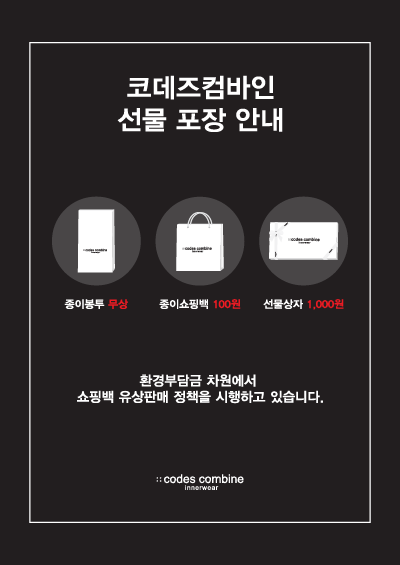 코데즈컴바인
선물 포장 안내
codes combine
innerwear
codes combine
innerwear
codes combine
innerwear
종이봉투 무상
종이쇼핑백 100원
선물상자 1,000원
환경부담금 차원에서
쇼핑백 유상판매 정책을 시행하고 있습니다.
codes combine
innerwear